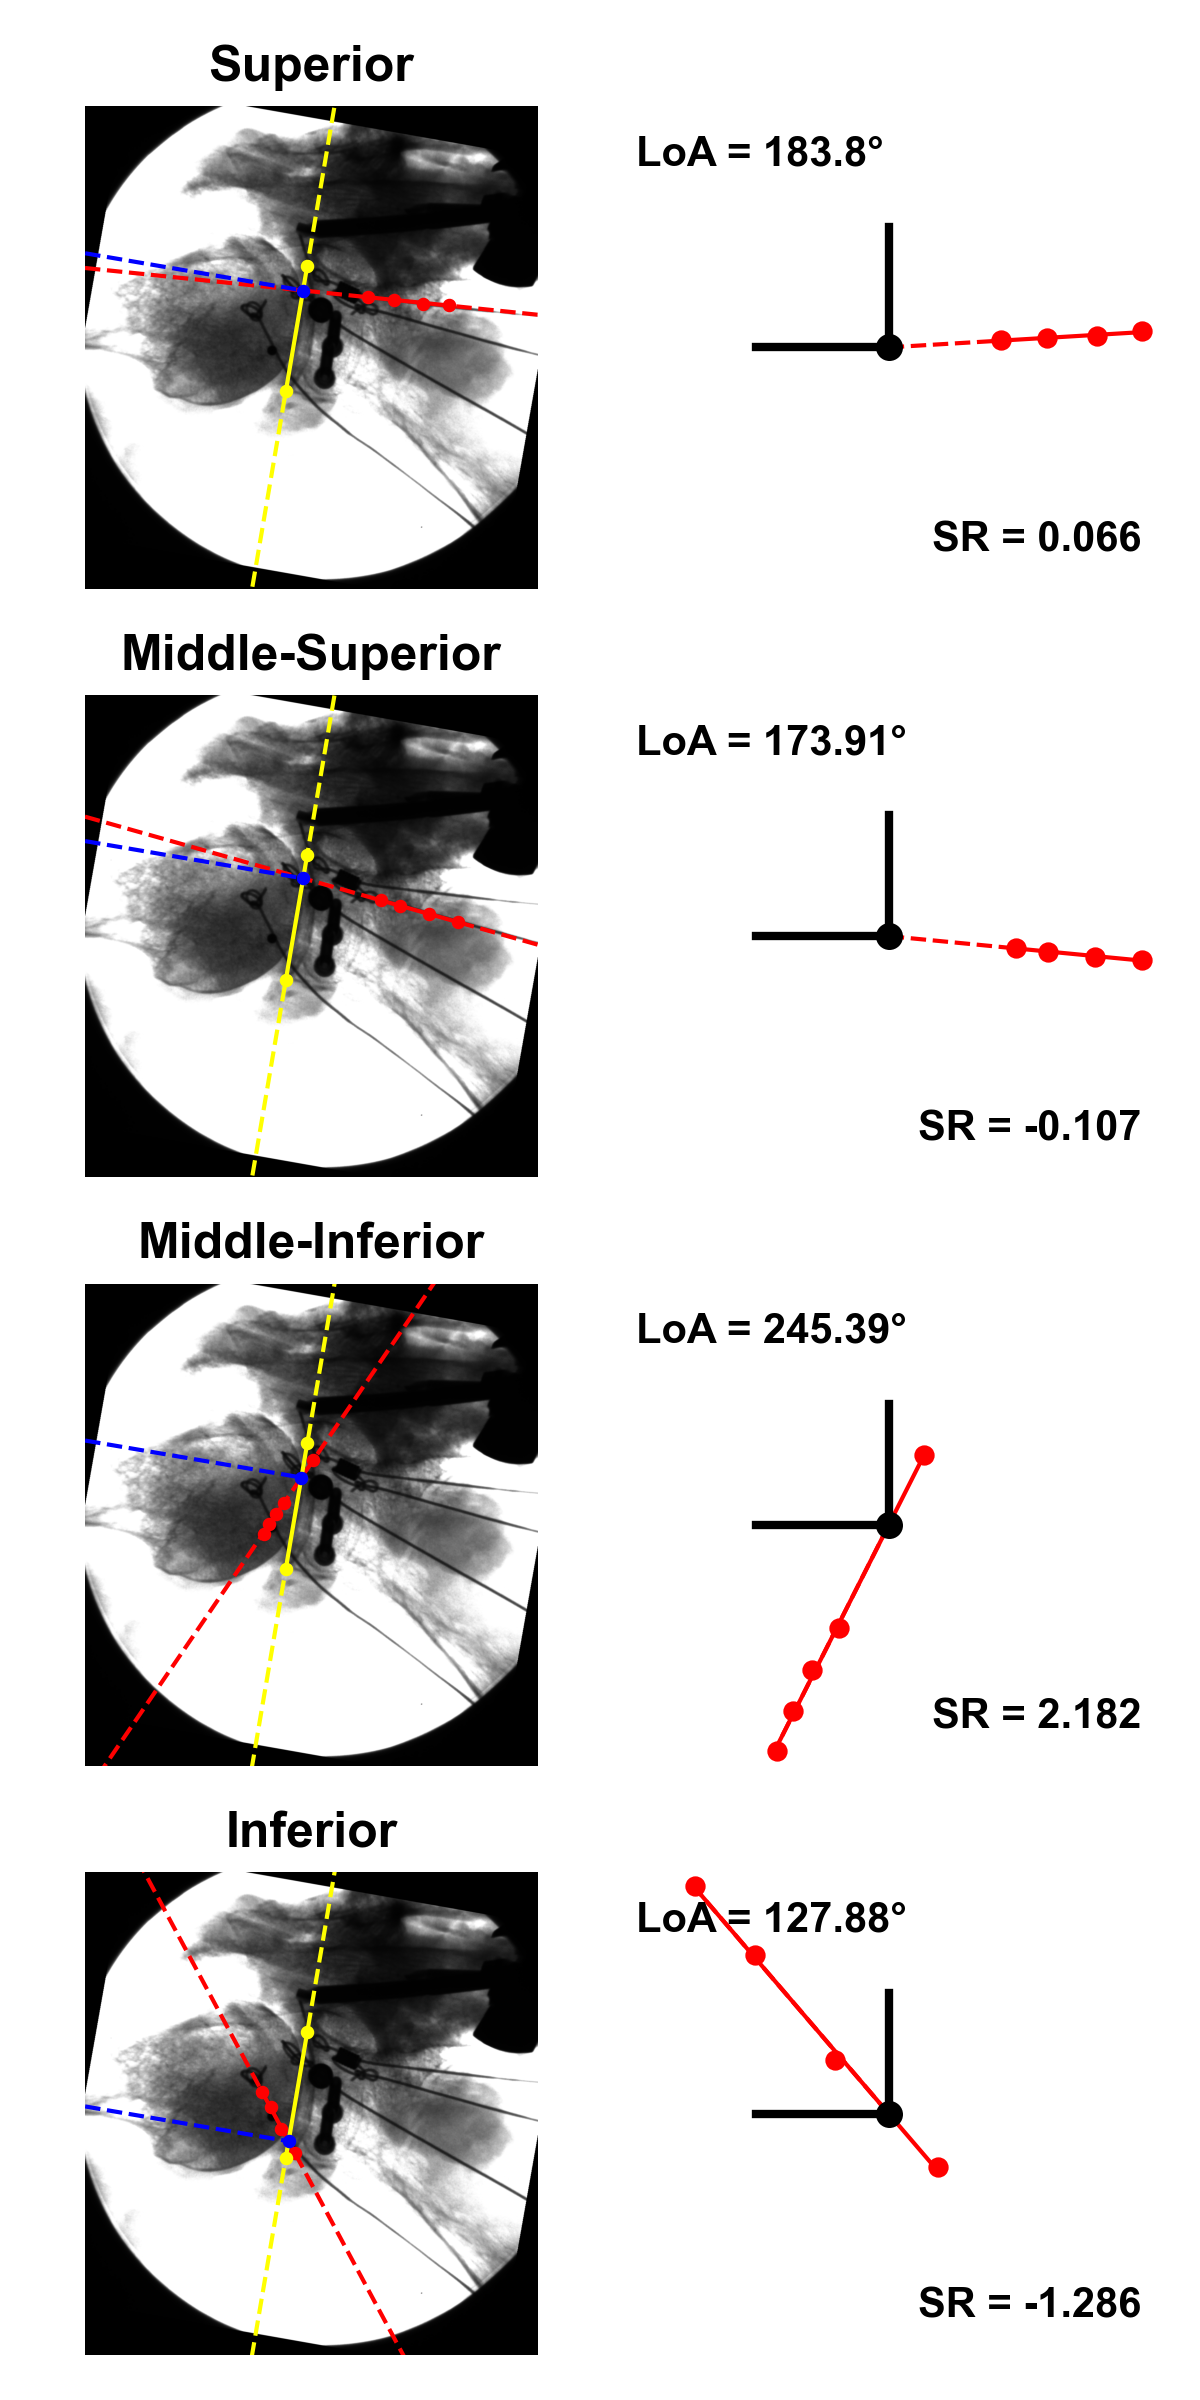 Superior
LoA = 183.8°
SR = 0.066
Middle-Superior
LoA = 173.91°
SR = -0.107
Middle-Inferior
LoA = 245.39°
SR = 2.182
Inferior
LoA = 127.88°
SR = -1.286